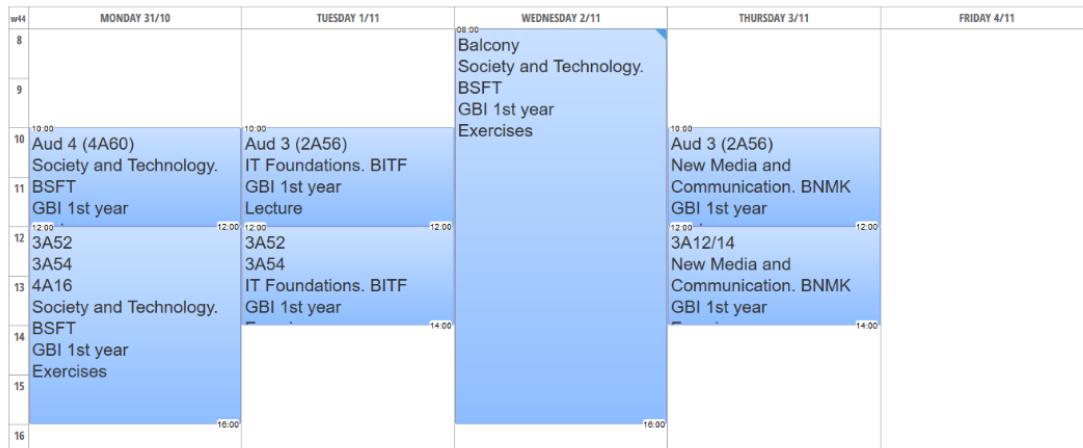 w44
MONDAY 31/10
TUESDAY 1/11
WEDNESDAY 2/11
THURSDAY 3/11
FRIDAY 4/11
8
9
10
11
12
13
14
15
16
10:00
Aud 4 (4A60)
Society and Technology.
BSFT
GBI 1st year
12:00
12:00
3A52
3A54
4A16
Society and Technology.
BSFT
GBI 1st year
Exercises
16:00
10:00
Aud 3 (2A56)
IT Foundations. BITF
GBI 1st year
Lecture
12:00
12:00
3A52
3A54
IT Foundations. BITF
GBI 1st year
14:00
08:00
Balcony
Society and Technology.
BSFT
GBI 1st year
Exercises
16:00
10:00
Aud 3 (2A56)
New Media and
Communication. BNMK
GBI 1st year
12:00
12:00
3A12/14
New Media and
Communication. BNMK
GBI 1st year
14:00